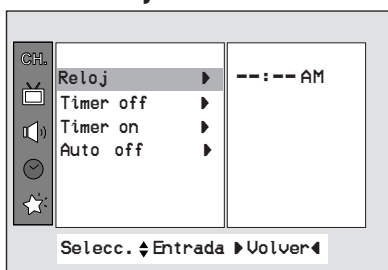 CH.
Reloj ▶ --:-- AM
Timer off ▶
Timer on ▶
Auto off ▶
Selecc. ▲▼ Entrada ▶ Volver ◀